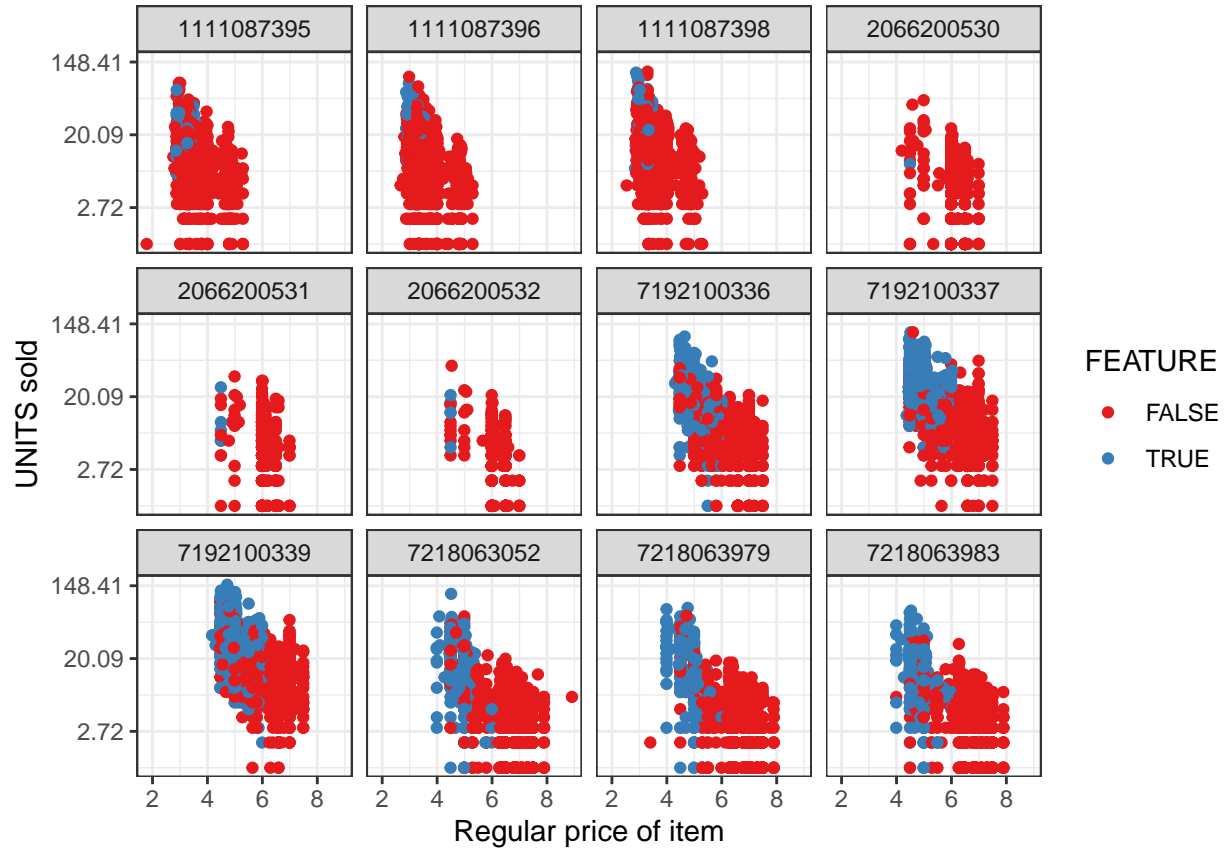 1111087395 1111087396 1111087398 2066200530
148.41
20.09
2.72
2066200531 2066200532 7192100336 7192100337
148.41
20.09
2.72
UNITS sold
FEATURE
FALSE
TRUE
7192100339 7218063052 7218063979 7218063983
148.41
20.09
2.72
2 4 6 8 2 4 6 8 2 4 6 8 2 4 6 8
Regular price of item